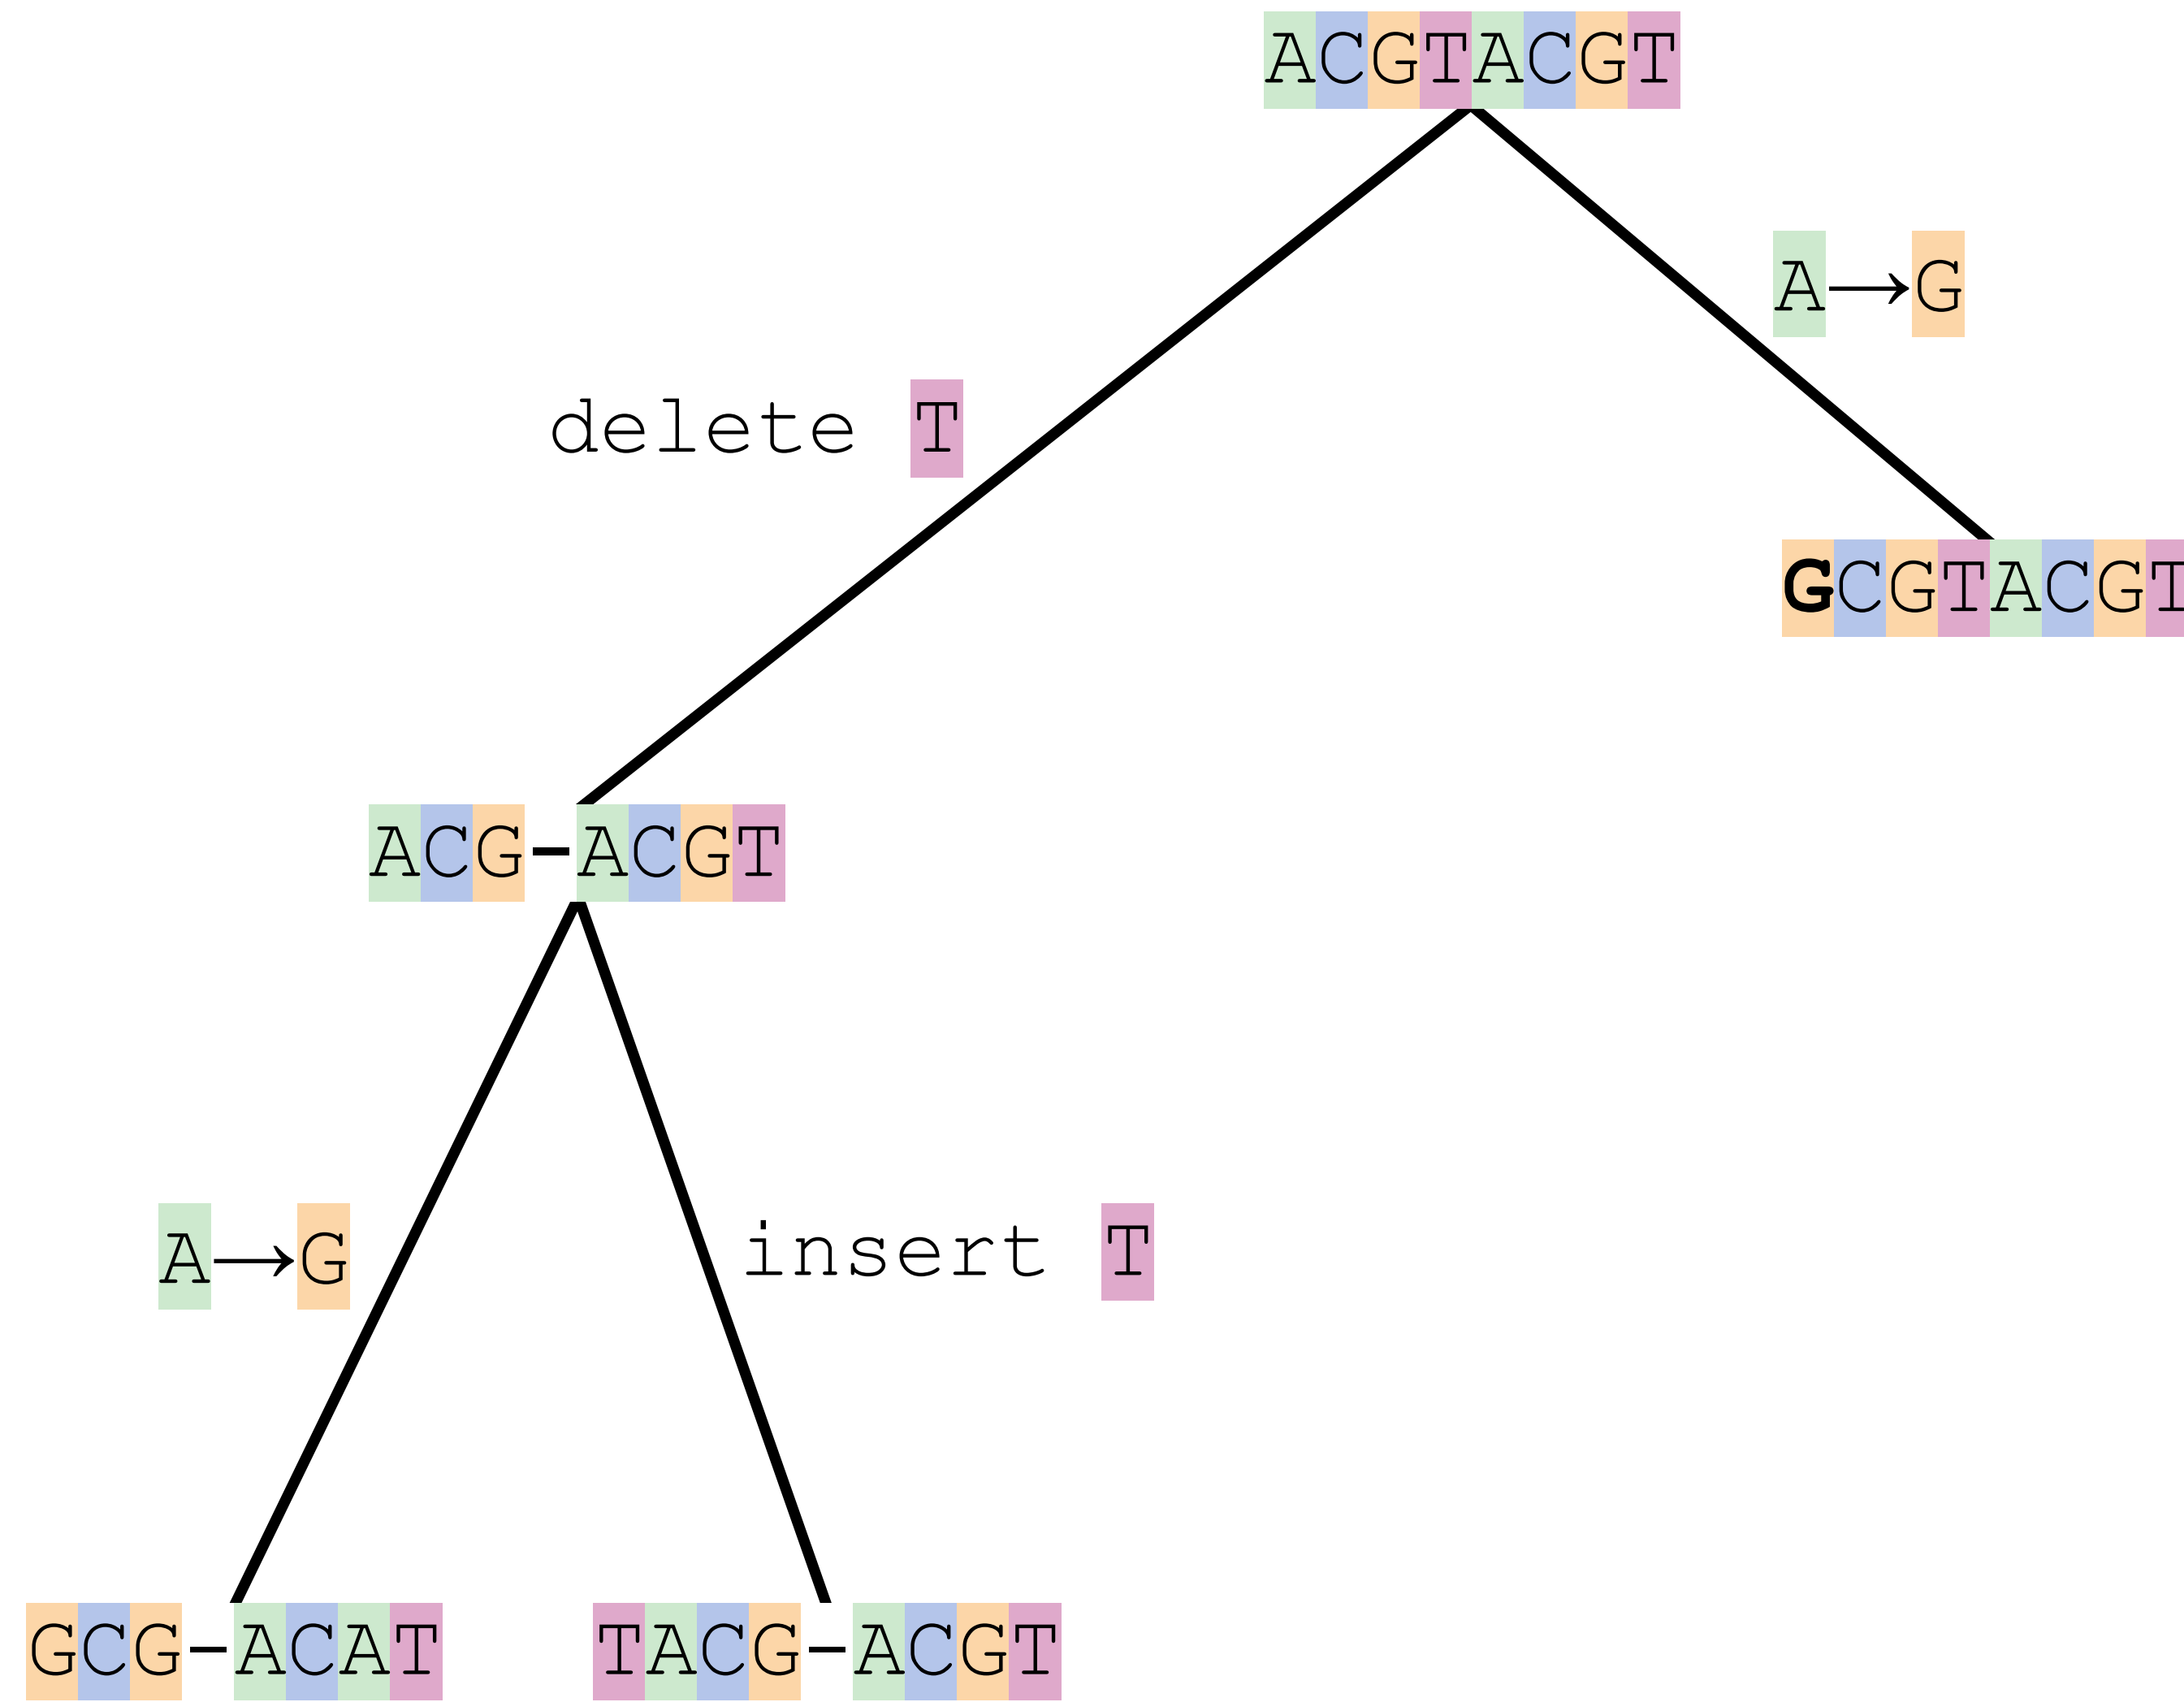 ACGTACGT
A→G
delete T
GCGTACGT
ACG-ACGT
A→G
insert T
GCG-ACAT
TACG-ACGT